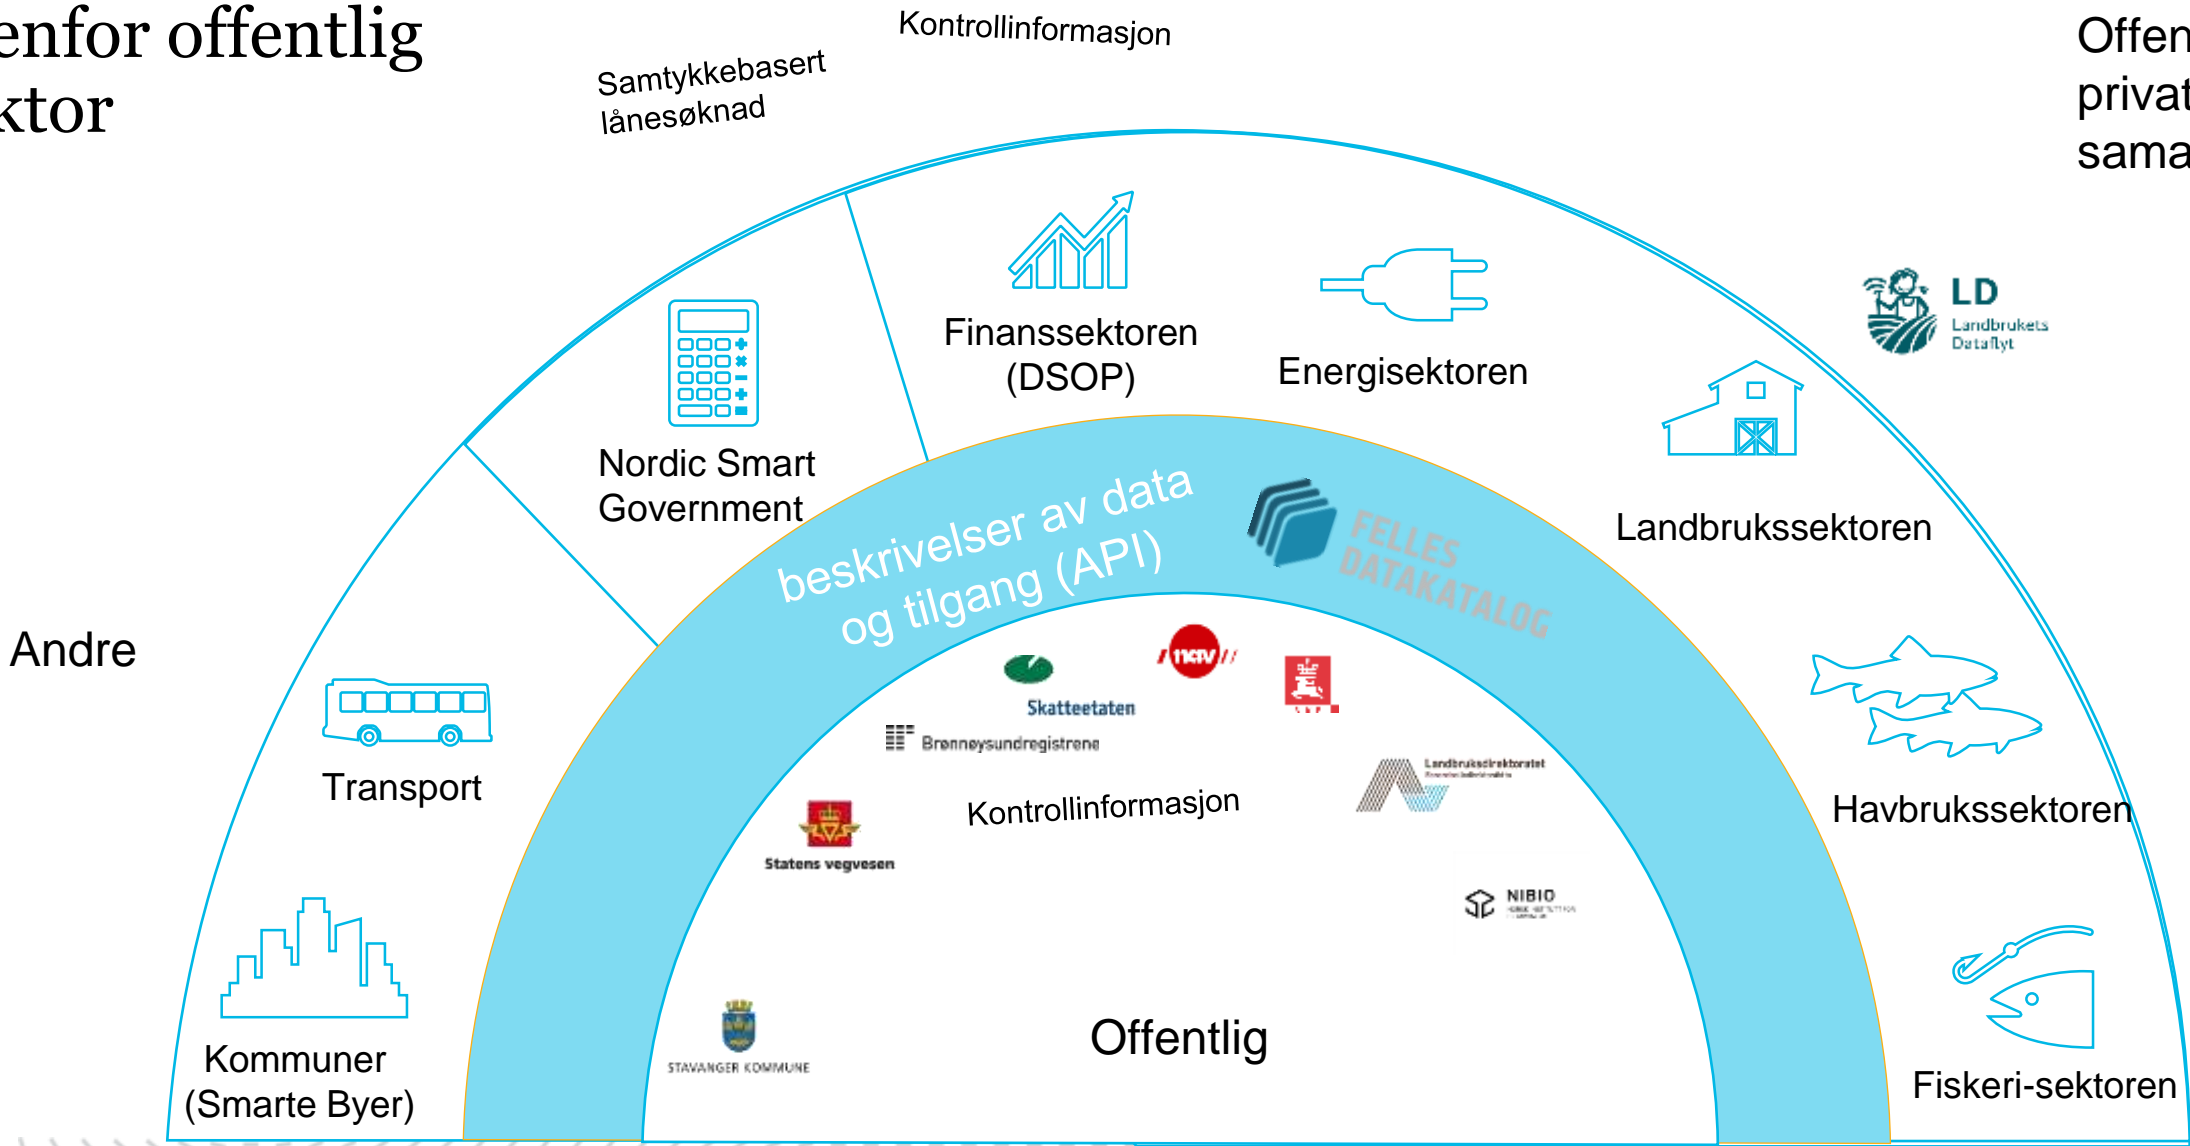 enfor offentlig
ktor
Kontrollinformasjon
Samtykkebasert
lånesøknad
Offen
privat
sama
LD
Landbrukets
Dataflyt
Finanssektoren
(DSOP)
Energisektoren
Nordic Smart
Government
Landbrukssektoren
beskrivelser av data
og tilgang (API)
FELLES
DATAKATALOG
Andre
Transport
Havbrukssektoren
Kommuner
(Smarte Byer)
Fiskeri-sektoren
NAV
Skatteetaten
Brønnøysundregistrene
Landbruksdirektoratet
Kontrollinformasjon
Statens vegvesen
NIBIO
STAVANGER KOMMUNE
Offentlig